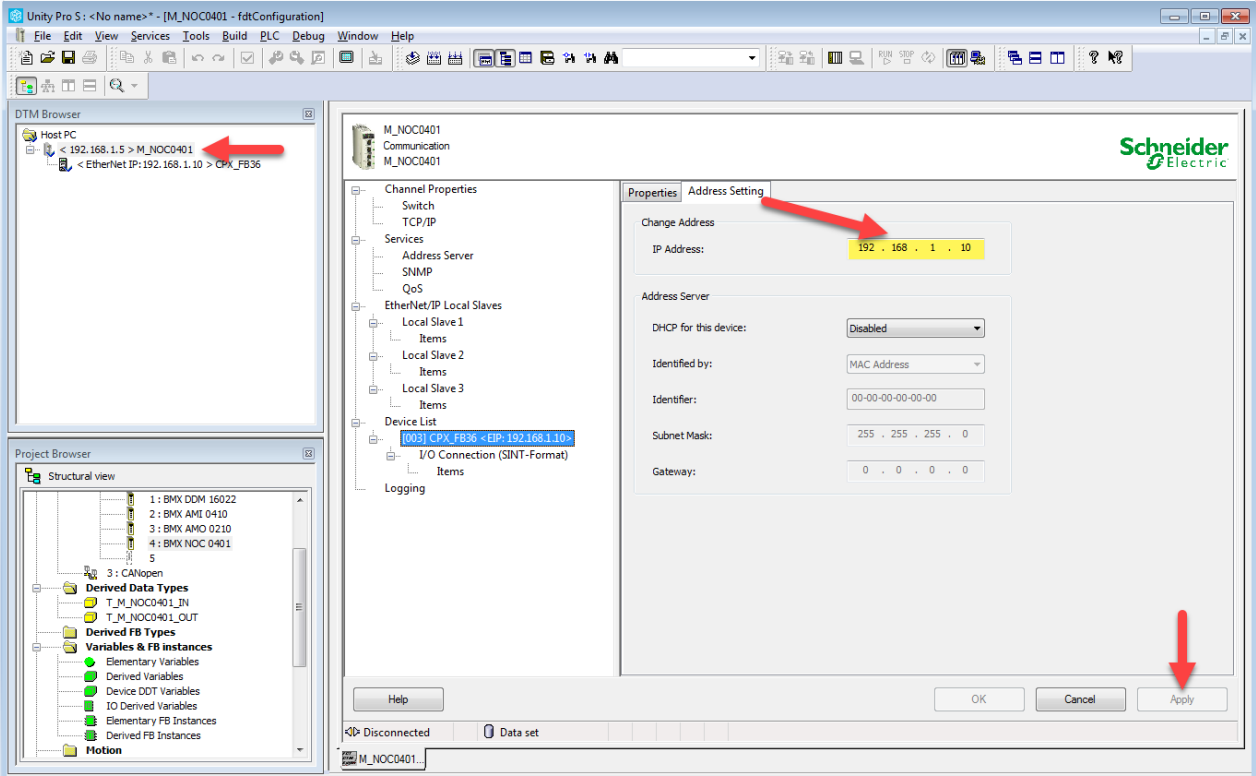 Unity Pro S : <No name>* - [M_NOC0401 - fdtConfiguration]
File Edit View Services Tools Build PLC Debug Window Help
RUN STOP
DTM Browser
Host PC
< 192.168.1.5 > M_NOC0401
< EtherNet IP:192.168.1.10 > CPX_FB36
Project Browser
Structural view
1 : BMX DDM 16022
2 : BMX AMI 0410
3 : BMX AMO 0210
4 : BMX NOC 0401
5
3 : CANopen
Derived Data Types
T_M_NOC0401_IN
T_M_NOC0401_OUT
Derived FB Types
Variables & FB instances
Elementary Variables
Derived Variables
Device DDT Variables
IO Derived Variables
Elementary FB Instances
Derived FB Instances
Motion
M_NOC0401
Communication
M_NOC0401
Schneider
Electric
Channel Properties
Switch
TCP/IP
Services
Address Server
SNMP
QoS
EtherNet/IP Local Slaves
Local Slave 1
Items
Local Slave 2
Items
Local Slave 3
Items
Device List
[003] CPX_FB36 <EIP: 192.168.1.10>
I/O Connection (SINT-Format)
Items
Logging
Properties Address Setting
Change Address
IP Address: 192 . 168 . 1 . 10
Address Server
DHCP for this device: Disabled
Identified by: MAC Address
Identifier: 00-00-00-00-00-00
Subnet Mask: 255 . 255 . 255 . 0
Gateway: 0 . 0 . 0 . 0
Help OK Cancel Apply
Disconnected Data set
M_NOC0401...